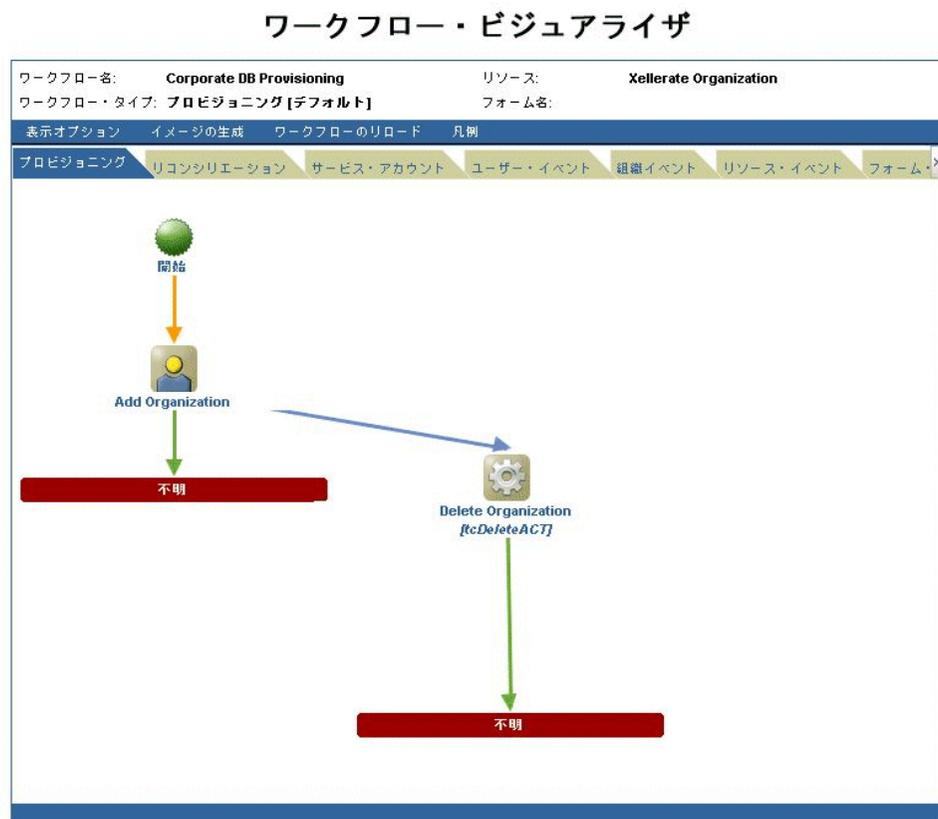 ワークフロー・ビジュアライザ
ワークフロー名: Corporate DB Provisioning リソース: Xellerate Organization
ワークフロー・タイプ: プロビジョニング [デフォルト] フォーム名:
表示オプション イメージの生成 ワークフローのリロード 凡例
プロビジョニング リコンシリエーション サービス・アカウント ユーザー・イベント 組織イベント リソース・イベント フォーム・
開始
Add Organization
不明
Delete Organization
[tcDeleteACT]
不明